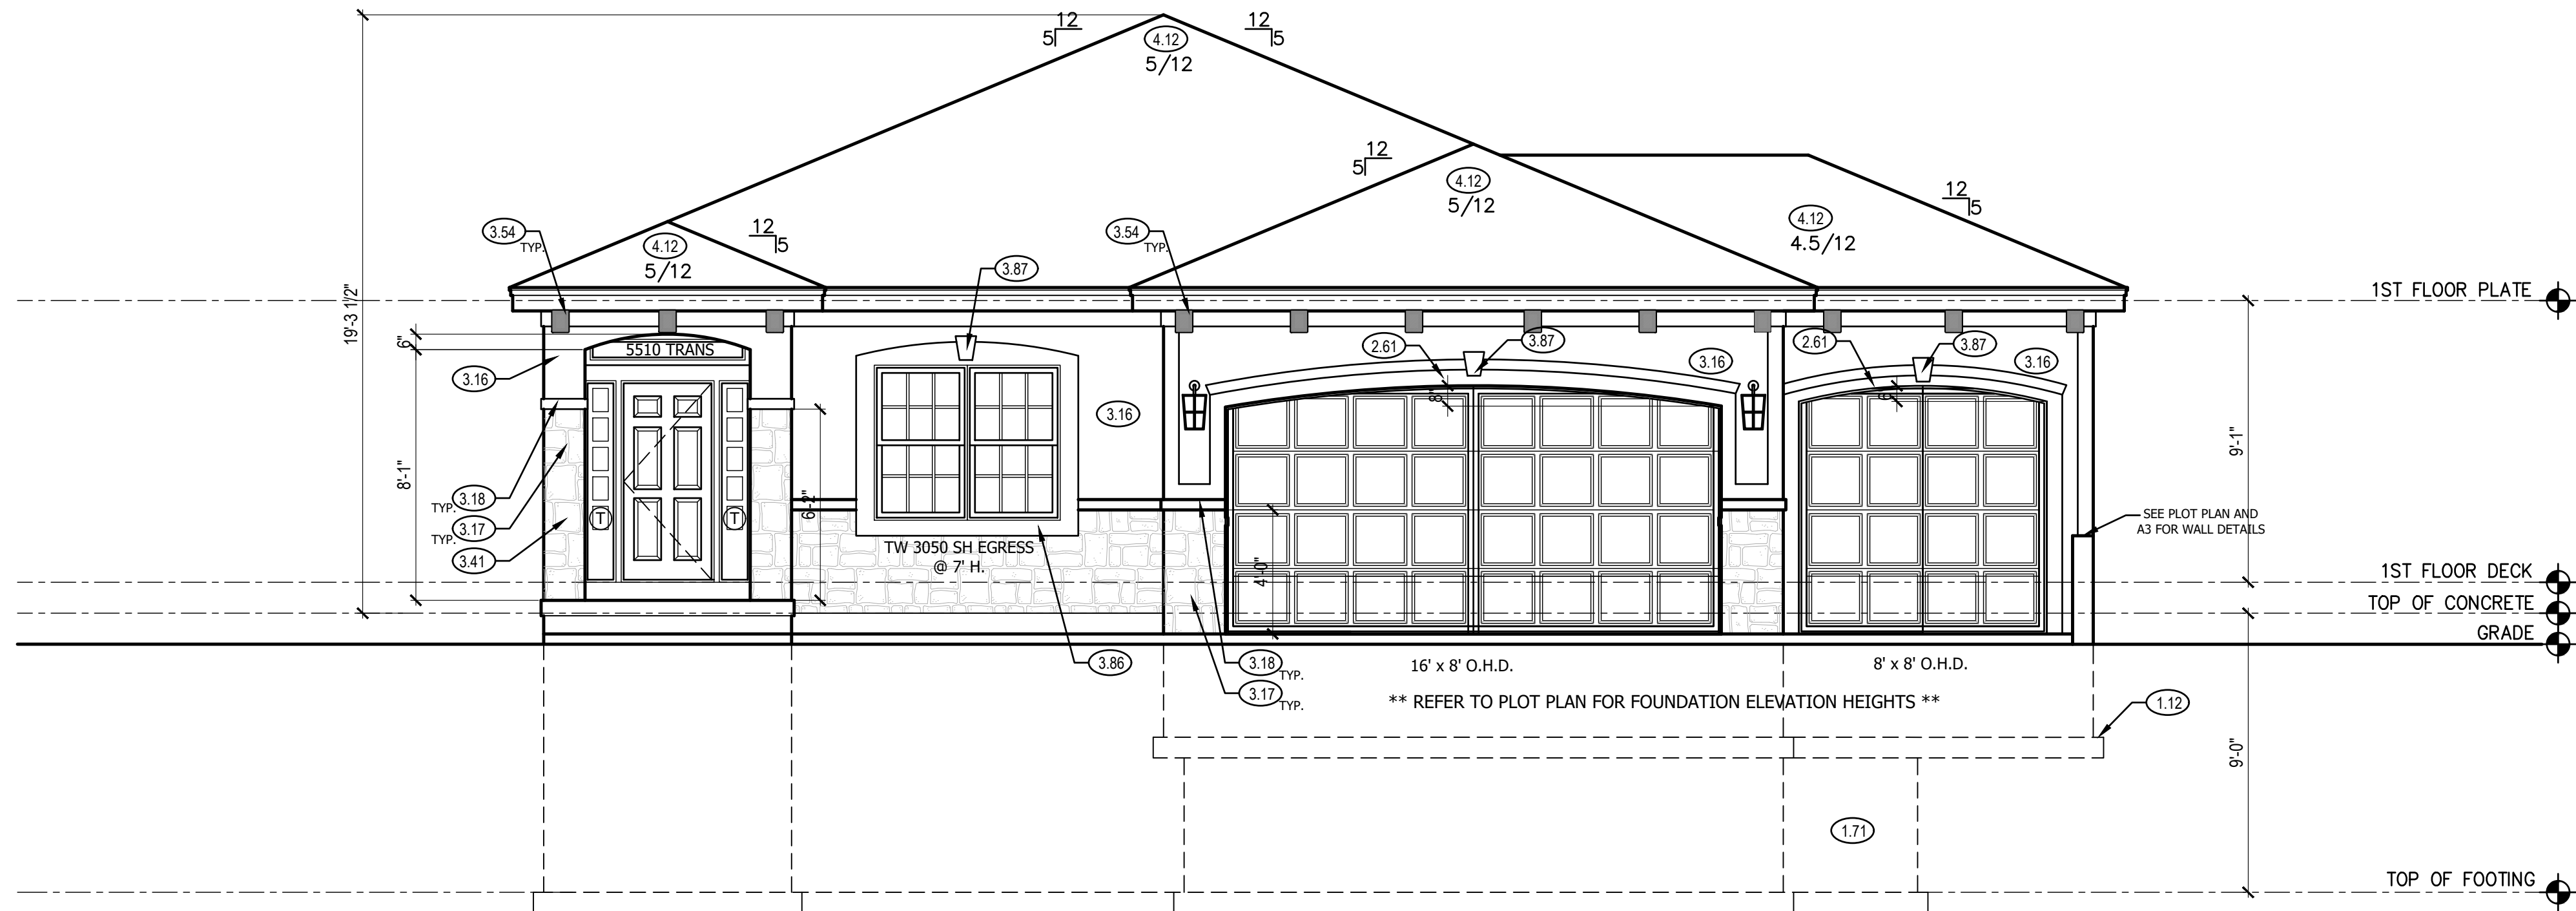 12
5
12
5
4.12
5/12
19'-3 1/2"
12
5
4.12
5/12
12
5
4.12
4.5/12
3.54
TYP.
12
5
4.12
5/12
3.54
TYP.
3.87
1ST FLOOR PLATE
6"
5510 TRANS
3.16
8'-1"
3.18
TYP.
3.17
TYP.
3.41
T
T
6'-2"
3.16
TW 3050 SH EGRESS
@ 7' H.
3.86
2.61
3.87
3.16
8"
4'-0"
2.61
3.87
3.16
6"
9'-1"
SEE PLOT PLAN AND
A3 FOR WALL DETAILS
1ST FLOOR DECK
TOP OF CONCRETE
GRADE
3.18
TYP.
3.17
TYP.
16' x 8' O.H.D.
8' x 8' O.H.D.
** REFER TO PLOT PLAN FOR FOUNDATION ELEVATION HEIGHTS **
1.12
9'-0"
1.71
TOP OF FOOTING